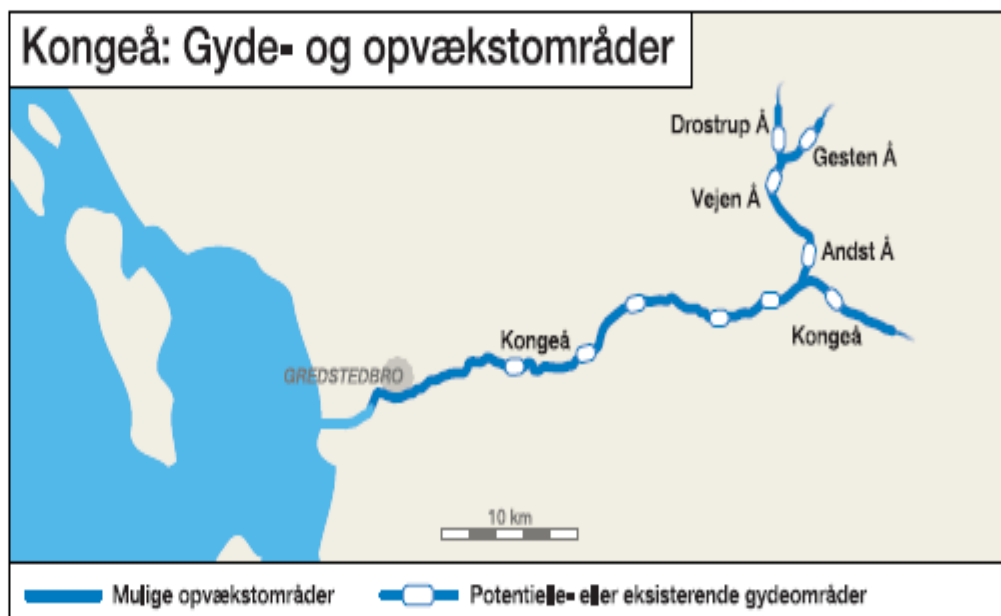 Kongeå: Gyde- og opvækstområder
Drostrup Å
Gesten Å
Vejen Å
Andst Å
Kongeå
Kongeå
GREDSTEDBRO
10 km
Mulige opvækstområder
Potentielle- eller eksisterende gydeområder